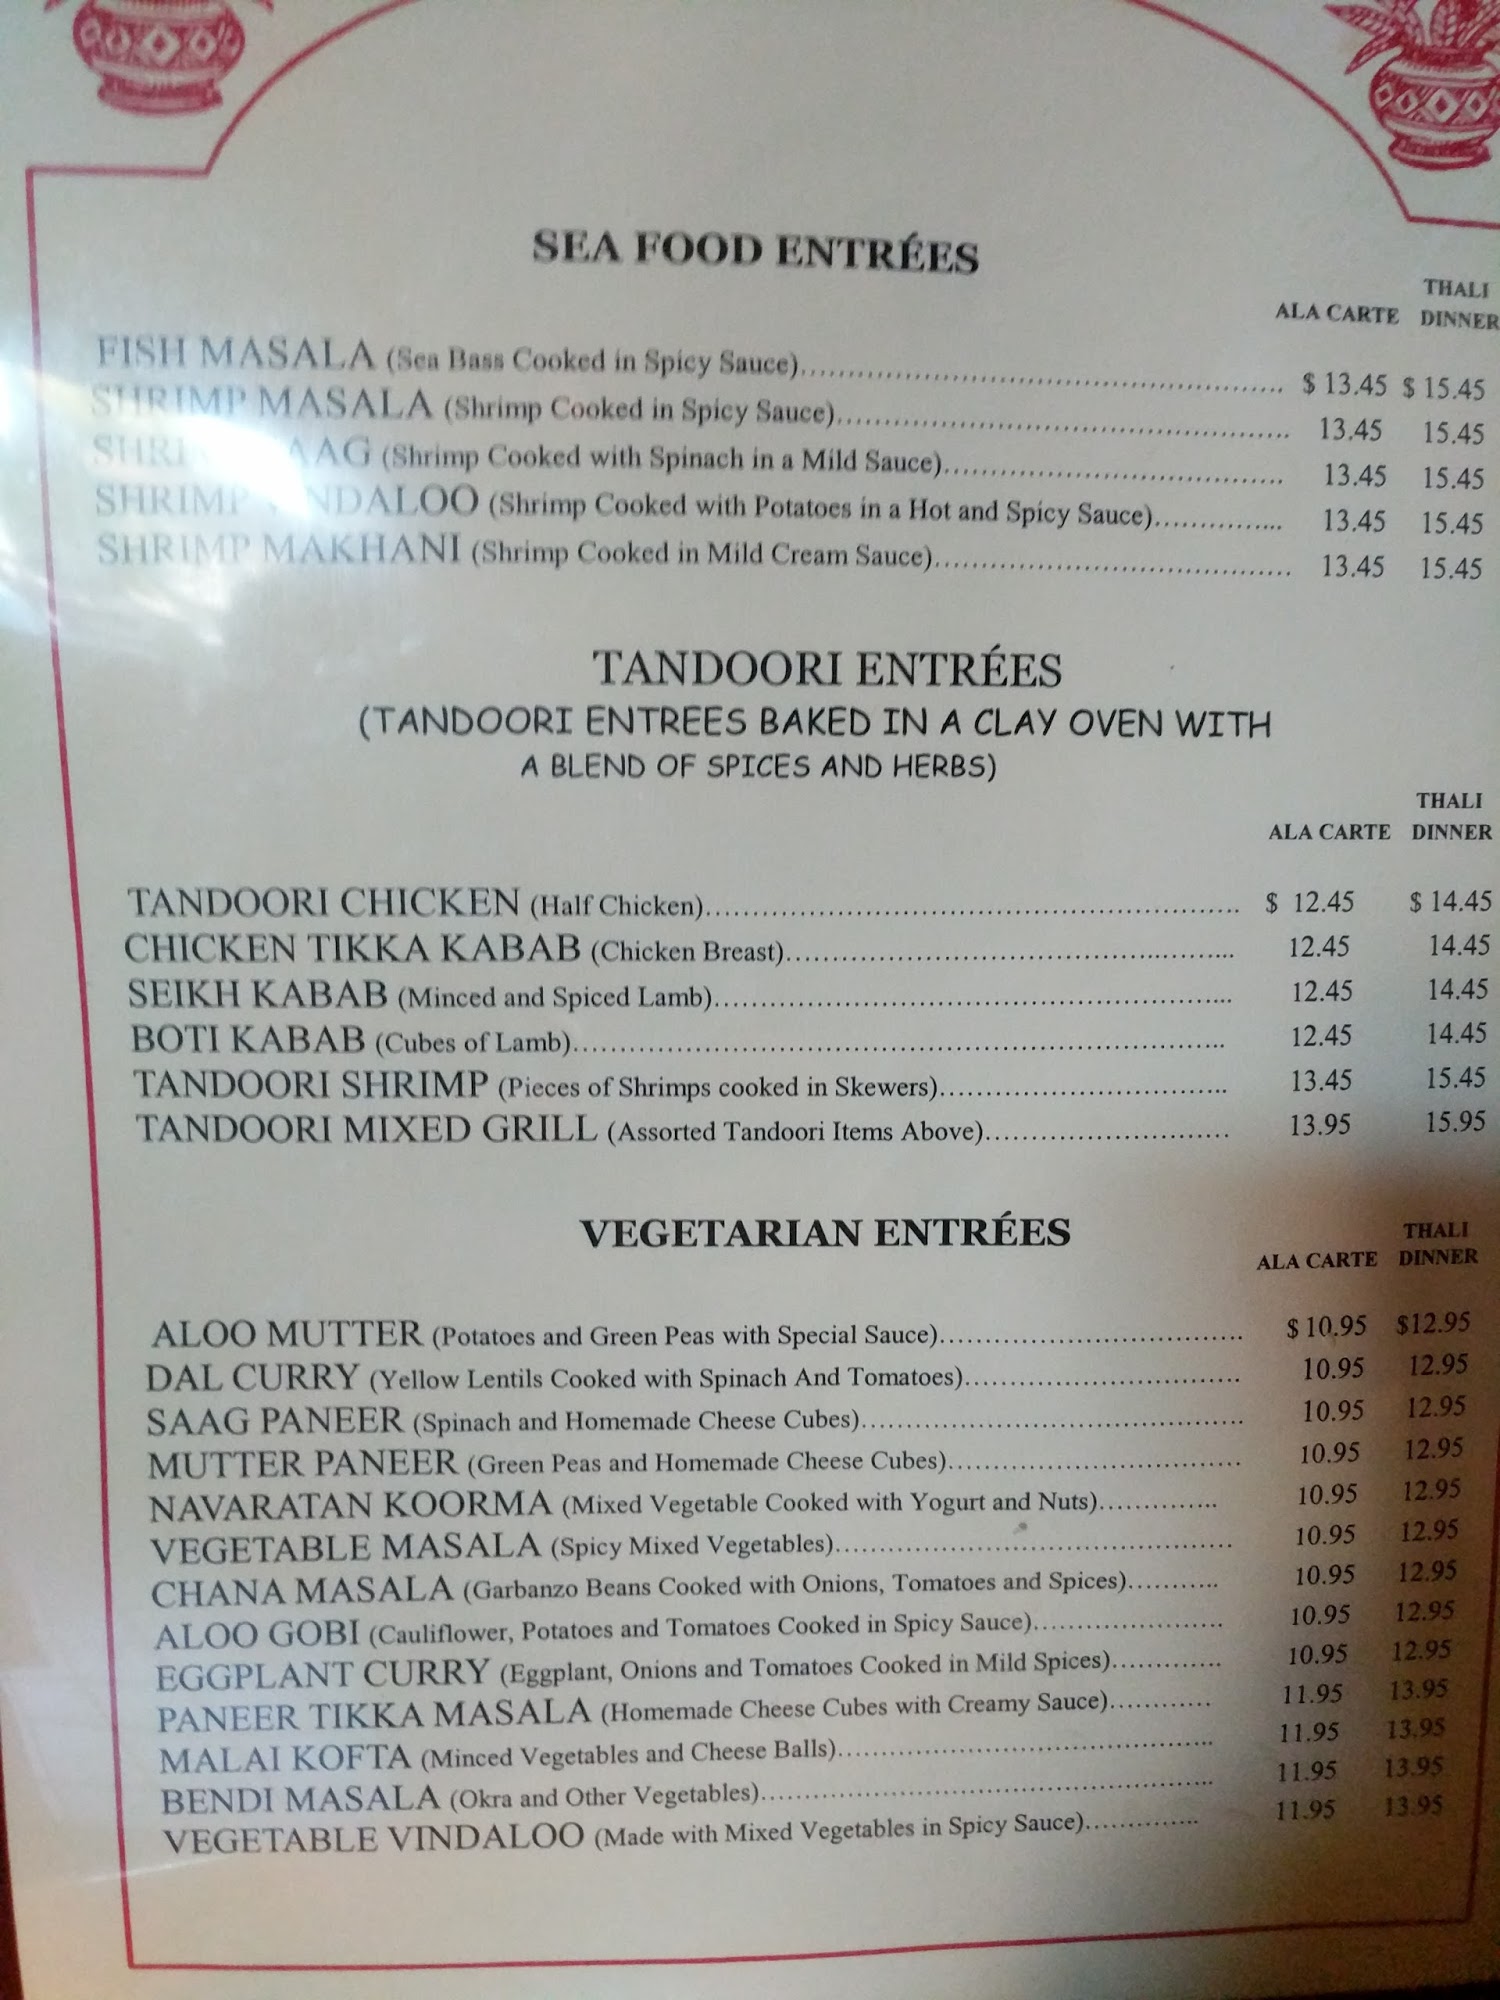 SEA FOOD ENTRÉES
THALI
ALA CARTE DINNER
FISH MASALA (Sea Bass Cooked in Spicy Sauce)........ $ 13.45 $ 15.45
SHRIMP MASALA (Shrimp Cooked in Spicy Sauce)........ 13.45 15.45
(Shrimp Cooked with Spinach in a Mild Sauce)........ 13.45 15.45
SHRIMP (Shrimp Cooked with Potatoes in a Hot and Spicy Sauce)........ 13.45 15.45
SHRIMP MAKHANI (Shrimp Cooked in Mild Cream Sauce)........ 13.45 15.45
TANDOORI ENTRÉES
(TANDOORI ENTREES BAKED IN A CLAY OVEN WITH
A BLEND OF SPICES AND HERBS)
THALI
ALA CARTE DINNER
TANDOORI CHICKEN (Half Chicken)........ $ 12.45 $ 14.45
CHICKEN TIKKA KABAB (Chicken Breast)........ 12.45 14.45
SEIKH KABAB (Minced and Spiced Lamb)........ 12.45 14.45
BOTI KABAB (Cubes of Lamb)........ 12.45 14.45
TANDOORI SHRIMP (Pieces of Shrimps cooked in Skewers)........ 13.45 15.45
TANDOORI MIXED GRILL (Assorted Tandoori Items Above)........ 13.95 15.95
VEGETARIAN ENTRÉES
THALI
ALA CARTE DINNER
ALOO MUTTER (Potatoes and Green Peas with Special Sauce)........ $ 10.95 $12.95
DAL CURRY (Yellow Lentils Cooked with Spinach And Tomatoes)........ 10.95 12.95
SAAG PANEER (Spinach and Homemade Cheese Cubes)........ 10.95 12.95
MUTTER PANEER (Green Peas and Homemade Cheese Cubes)........ 10.95 12.95
NAVARATAN KOORMA (Mixed Vegetable Cooked with Yogurt and Nuts)........ 10.95 12.95
VEGETABLE MASALA (Spicy Mixed Vegetables)........ 10.95 12.95
CHANA MASALA (Garbanzo Beans Cooked with Onions, Tomatoes and Spices)........ 10.95 12.95
ALOO GOBI (Cauliflower, Potatoes and Tomatoes Cooked in Spicy Sauce)........ 10.95 12.95
EGGPLANT CURRY (Eggplant, Onions and Tomatoes Cooked in Mild Spices)........ 10.95 12.95
PANEER TIKKA MASALA (Homemade Cheese Cubes with Creamy Sauce)........ 11.95 13.95
MALAI KOFTA (Minced Vegetables and Cheese Balls)........ 11.95 13.95
BENDI MASALA (Okra and Other Vegetables)........ 11.95 13.95
VEGETABLE VINDALOO (Made with Mixed Vegetables in Spicy Sauce)........ 11.95 13.95